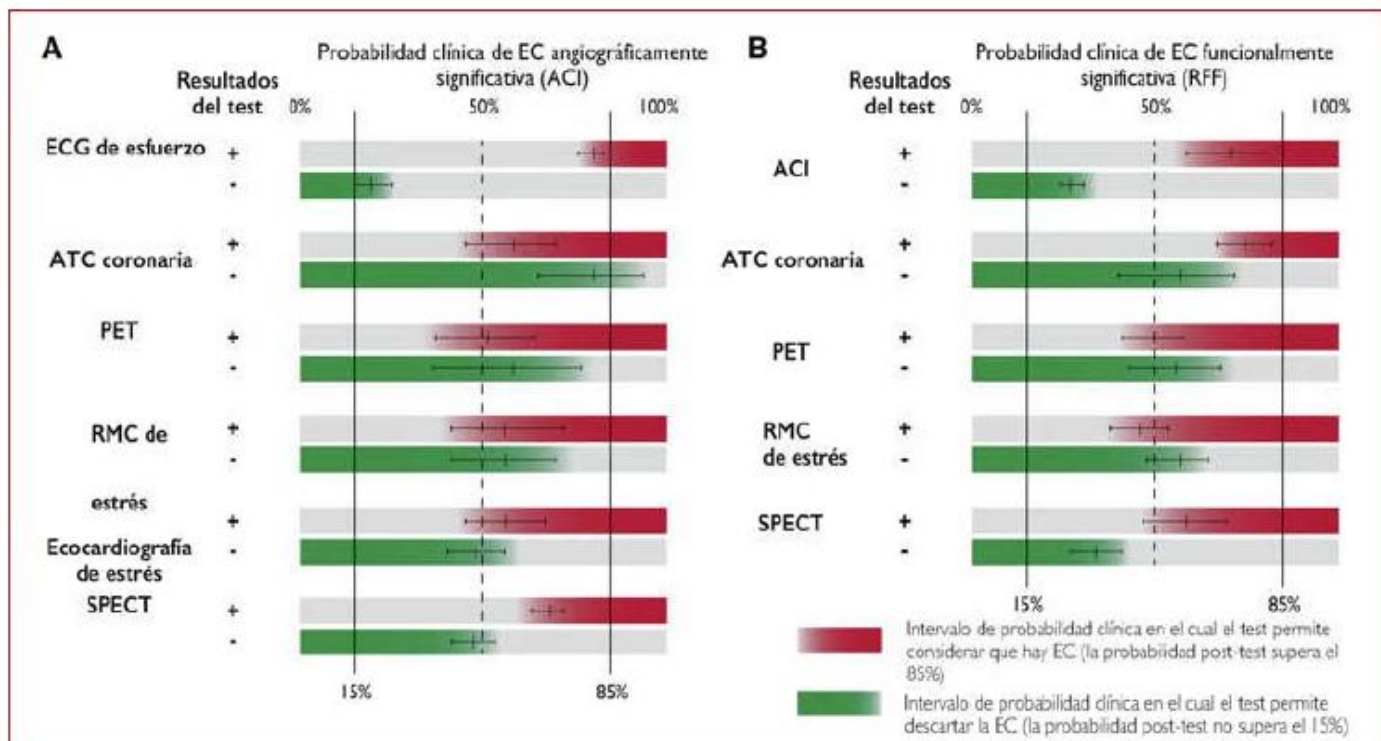 A
Probabilidad clínica de EC angiográficamente
significativa (ACI)
Resultados
del test
0%
50%
100%
ECG de esfuerzo
+
-
ATC coronaria
+
-
PET
+
-
RMC de
+
-
estrés
+
Ecocardiografía
-
de estrés
SPECT
+
-
15%
85%
B
Probabilidad clínica de EC funcionalmente
significativa (RFF)
Resultados
del test
0%
50%
100%
ACI
+
-
ATC coronaria
+
-
PET
+
-
RMC
+
de estrés
-
SPECT
+
-
15%
85%
Intervalo de probabilidad clínica en el cual el test permite
considerar que hay EC (la probabilidad post-test supera el
85%)
Intervalo de probabilidad clínica en el cual el test permite
descartar la EC (la probabilidad post-test no supera el 15%)